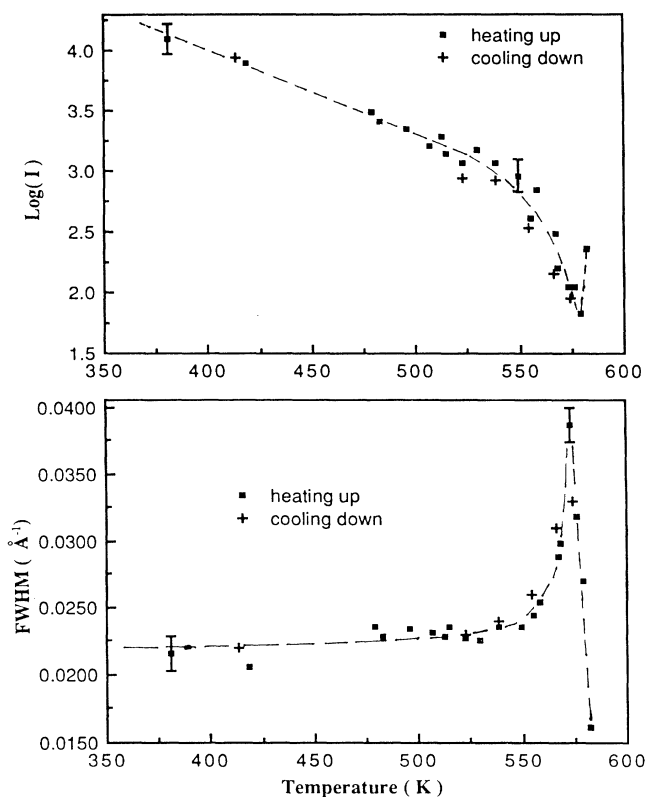 heating up
cooling down
4.0
3.5
3.0
2.5
2.0
1.5
Log( I )
350 400 450 500 550 600
0.0400
0.0350
0.0300
0.0250
0.0200
0.0150
FWHM ( Å⁻¹)
heating up
cooling down
350 400 450 500 550 600
Temperature ( K )